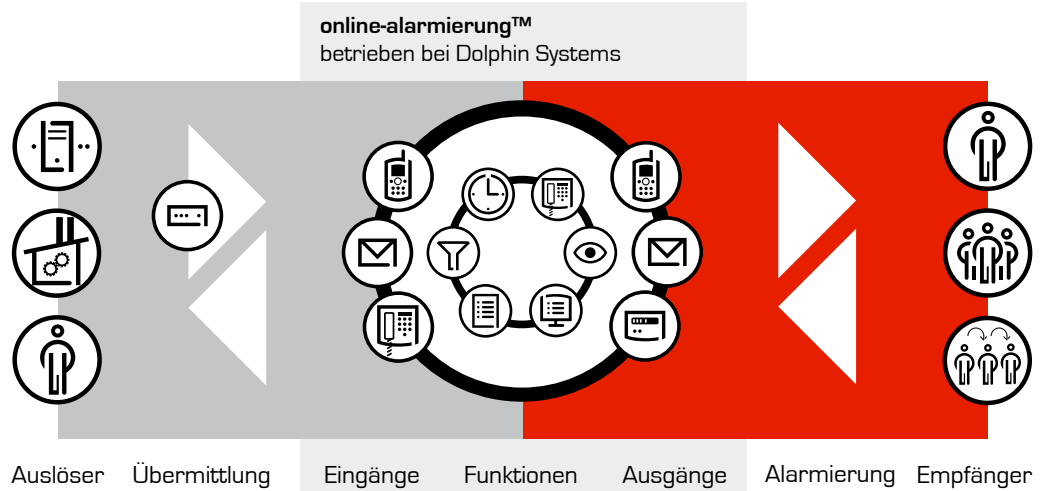 online-alarmierung™
betrieben bei Dolphin Systems
Auslöser Übermittlung Eingänge Funktionen Ausgänge Alarmierung Empfänger